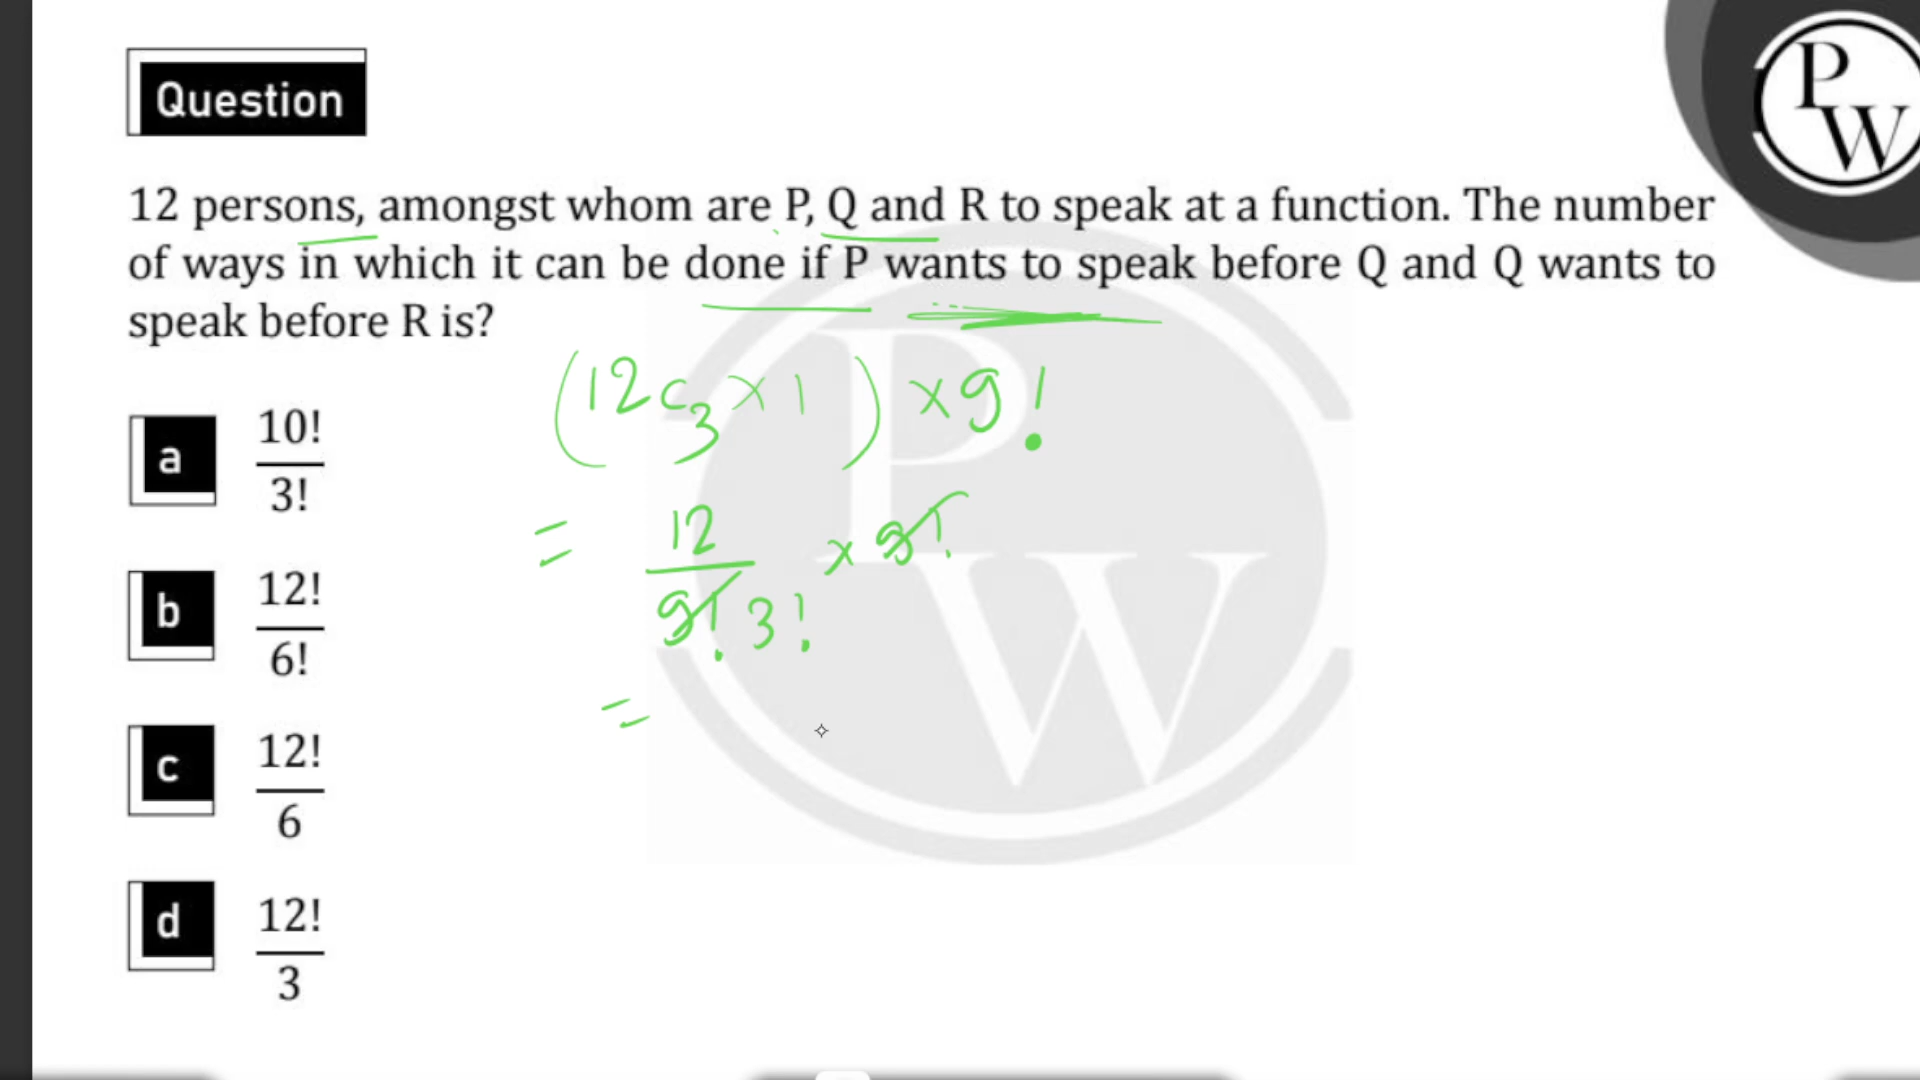 Question
P
W
12 persons, amongst whom are P, Q and R to speak at a function. The number
of ways in which it can be done if P wants to speak before Q and Q wants to
speak before R is?
(12c3 x 1) x 9!
a 10!/3!
= 12/9! 3! x 9!
b 12!/6!
=
c 12!/6
d 12!/3
P
W